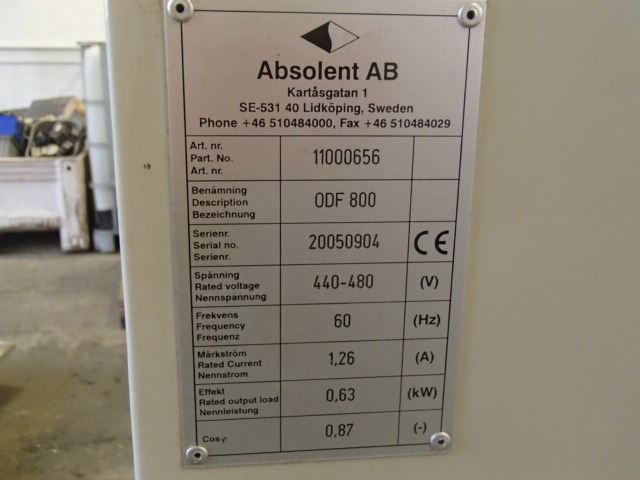 Absolent AB
Kartåsgatan 1
SE-531 40 Lidköping, Sweden
Phone +46 510484000, Fax +46 510484029
Art. nr.
Part. No. 11000656
Art. nr.
Benämning
Description ODF 800
Bezeichnung
Serienr.
Serial no. 20050904 CE
Serienr.
Spänning
Rated voltage 440-480 (V)
Nennspannung
Frekvens
Frequency 60 (Hz)
Frequenz
Märkström
Rated Current 1,26 (A)
Nennstrom
Effekt
Rated output load 0,63 (kW)
Nennleistung
Cosφ 0,87 (-)